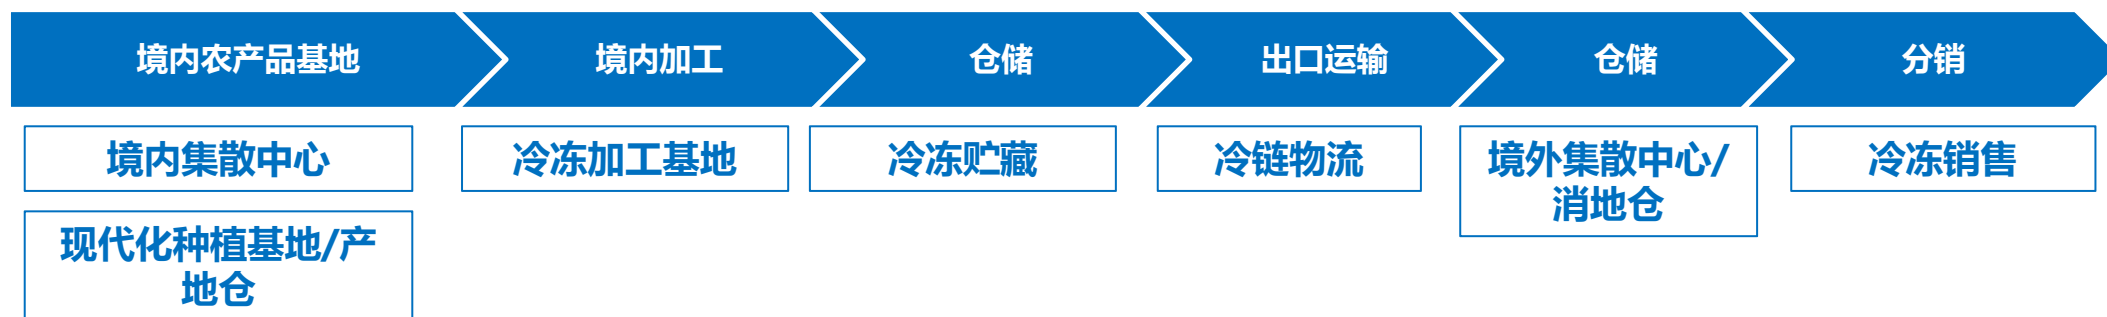 境内农产品基地
境内加工
仓储
出口运输
仓储
分销
境内集散中心
冷冻加工基地
冷冻贮藏
冷链物流
境外集散中心/
消地仓
冷冻销售
现代化种植基地/产
地仓